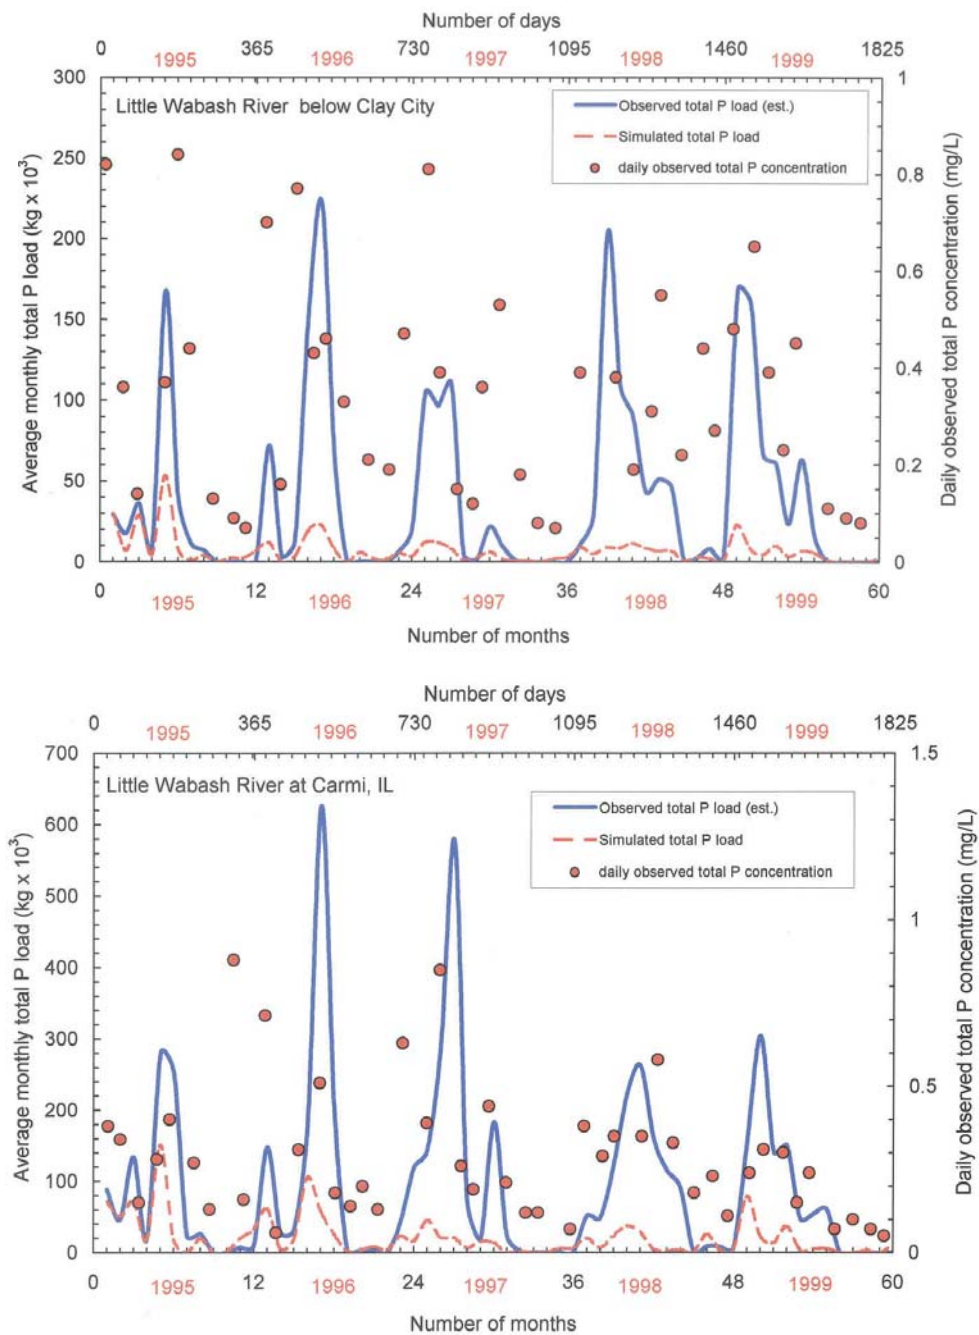 Number of days
0 365 730 1095 1460 1825
1995 1996 1997 1998 1999
300 1
Little Wabash River below Clay City
Observed total P load (est.)
Simulated total P load
daily observed total P concentration
250
200
150
100
50
0
Average monthly total P load (kg x 10³)
0.8
0.6
0.4
0.2
0
Daily observed total P concentration (mg/L)
0 12 24 36 48 60
1995 1996 1997 1998 1999
Number of months
Number of days
0 365 730 1095 1460 1825
1995 1996 1997 1998 1999
700 1.5
Little Wabash River at Carmi, IL
Observed total P load (est.)
Simulated total P load
daily observed total P concentration
600
500
400
300
200
100
0
Average monthly total P load (kg x 10³)
1
0.5
0
Daily observed total P concentration (mg/L)
0 12 24 36 48 60
1995 1996 1997 1998 1999
Number of months